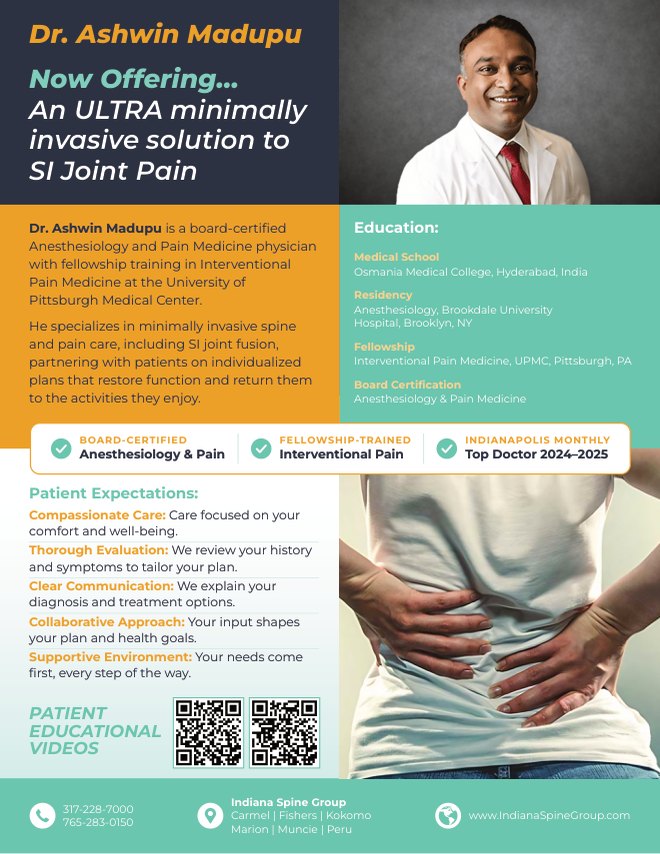 Dr. Ashwin Madupu
Now Offering...
An ULTRA minimally
invasive solution to
SI Joint Pain
Dr. Ashwin Madupu is a board-certified
Anesthesiology and Pain Medicine physician
with fellowship training in Interventional
Pain Medicine at the University of
Pittsburgh Medical Center.
He specializes in minimally invasive spine
and pain care, including SI joint fusion,
partnering with patients on individualized
plans that restore function and return them
to the activities they enjoy.
Education:
Medical School
Osmania Medical College, Hyderabad, India
Residency
Anesthesiology, Brookdale University
Hospital, Brooklyn, NY
Fellowship
Interventional Pain Medicine, UPMC, Pittsburgh, PA
Board Certification
Anesthesiology & Pain Medicine
BOARD-CERTIFIED
Anesthesiology & Pain
FELLOWSHIP-TRAINED
Interventional Pain
INDIANAPOLIS MONTHLY
Top Doctor 2024–2025
Patient Expectations:
Compassionate Care: Care focused on your
comfort and well-being.
Thorough Evaluation: We review your history
and symptoms to tailor your plan.
Clear Communication: We explain your
diagnosis and treatment options.
Collaborative Approach: Your input shapes
your plan and health goals.
Supportive Environment: Your needs come
first, every step of the way.
PATIENT
EDUCATIONAL
VIDEOS
317-228-7000
765-283-0150
Indiana Spine Group
Carmel | Fishers | Kokomo
Marion | Muncie | Peru
www.IndianaSpineGroup.com